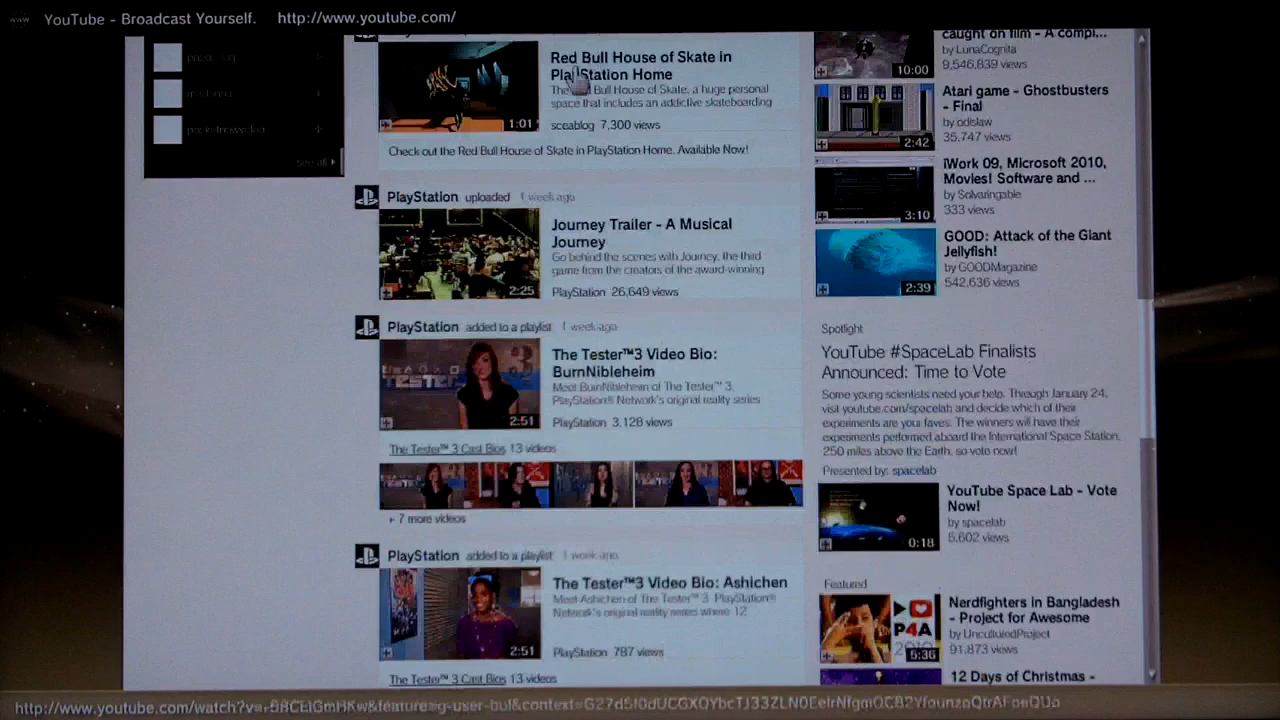 YouTube - Broadcast Yourself. http://www.youtube.com/
see all
Red Bull House of Skate in
PlayStation Home
Bull House of Skate, a huge personal
space that includes an addictive skateboarding
1:01
sceablog 7,300 views
Check out the Red Bull House of Skate in PlayStation Home. Available Now!
PlayStation uploaded 1 week ago
Journey Trailer - A Musical
Journey
Go behind the scenes with Journey, the third
game from the creators of the award-winning
2:25
PlayStation 26,649 views
PlayStation added to a playlist 1 week ago
The Tester™3 Video Bio:
BurnNibleheim
Meet BurnNibleheim of The Tester™ 3,
PlayStation® Network's original reality series
2:51
PlayStation 3,128 views
The Tester™ 3 Cast Bios 13 videos
+ 7 more videos
PlayStation added to a playlist 1 week ago
The Tester™3 Video Bio: Ashichen
Meet Ashichen of The Tester™ 3, PlayStation®
Network's original reality series where 12
2:51
PlayStation 787 views
The Tester™ 3 Cast Bios 13 videos
caught on film - A compi...
by LunaCognita
9,546,839 views
10:00
Atari game - Ghostbusters
- Final
by odislaw
35,747 views
2:42
iWork 09, Microsoft 2010,
Movies! Software and ...
by Solvaringable
333 views
3:10
GOOD: Attack of the Giant
Jellyfish!
by GOODMagazine
542,636 views
2:39
Spotlight
YouTube #SpaceLab Finalists
Announced: Time to Vote
Some young scientists need your help. Through January 24,
visit youtube.com/spacelab and decide which of their
experiments are your faves. The winners will have their
experiments performed aboard the International Space Station,
250 miles above the Earth, so vote now!
Presented by: spacelab
YouTube Space Lab - Vote
Now!
by spacelab
5,602 views
0:18
Featured
Nerdfighters in Bangladesh
- Project for Awesome
by UnculturedProject
91,873 views
P4A
5:36
12 Days of Christmas -